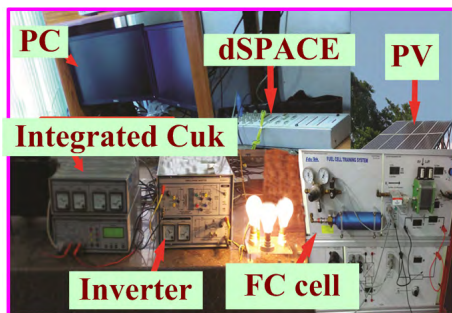 PC
dSPACE
PV
Integrated Cuk
FUEL CELL TRAINING SYSTEM
Inverter
FC cell